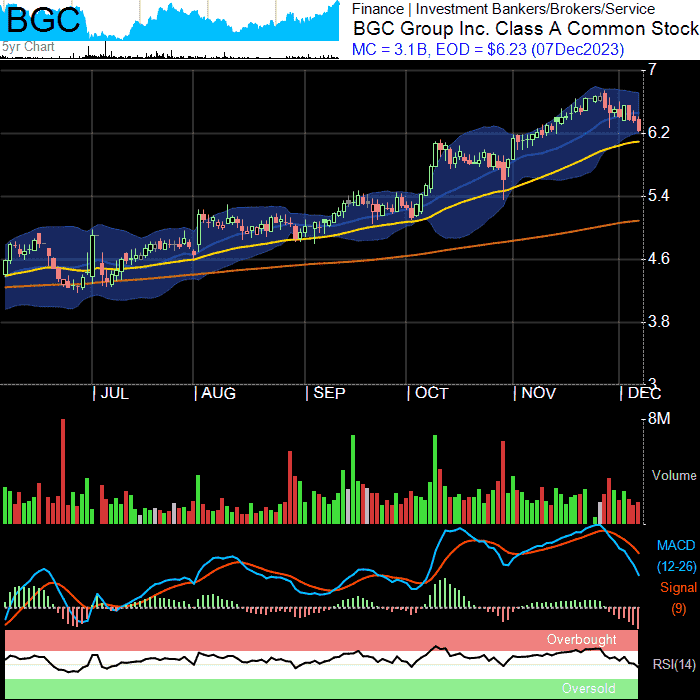 BGC
5yr Chart
Finance | Investment Bankers/Brokers/Service
BGC Group Inc. Class A Common Stock
MC = 3.1B, EOD = $6.23 (07Dec2023)
7
6.2
5.4
4.6
3.8
3
| JUL | AUG | SEP | OCT | NOV | DEC
8M
Volume
MACD
(12-26)
Signal
(9)
Overbought
RSI(14)
Oversold